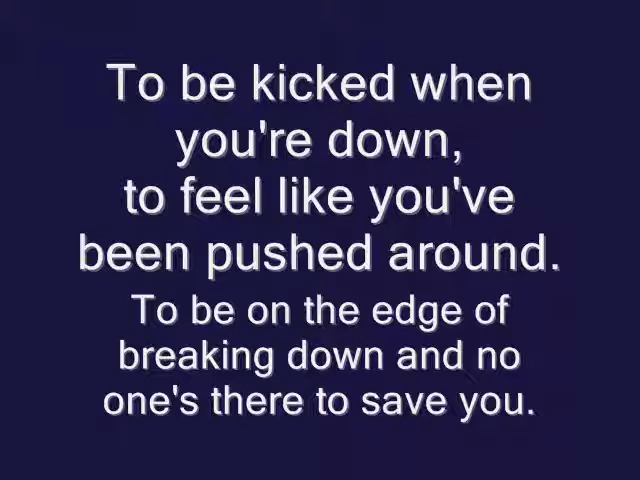 To be kicked when
you're down,
to feel like you've
been pushed around.
To be on the edge of
breaking down and no
one's there to save you.